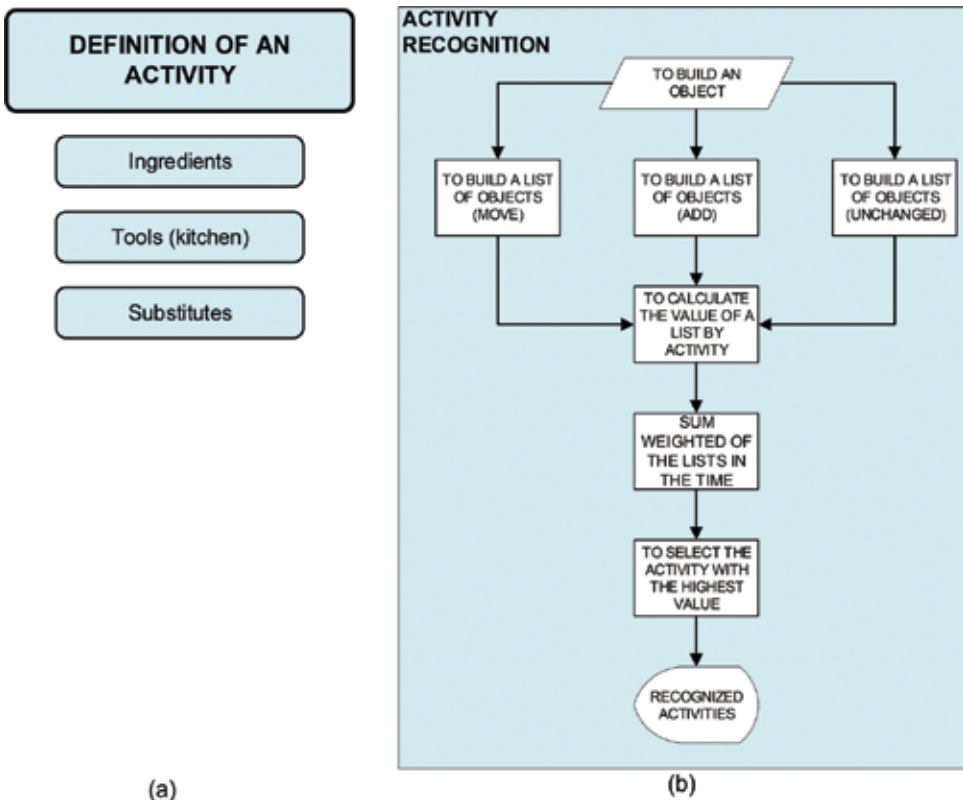 DEFINITION OF AN
ACTIVITY
Ingredients
Tools (kitchen)
Substitutes
(a)
ACTIVITY
RECOGNITION
TO BUILD AN
OBJECT
TO BUILD A LIST
OF OBJECTS
(MOVE)
TO BUILD A LIST
OF OBJECTS
(ADD)
TO BUILD A LIST
OF OBJECTS
(UNCHANGED)
TO CALCULATE
THE VALUE OF A
LIST BY
ACTIVITY
SUM
WEIGHTED OF
THE LISTS IN
THE TIME
TO SELECT THE
ACTIVITY WITH
THE HIGHEST
VALUE
RECOGNIZED
ACTIVITIES
(b)